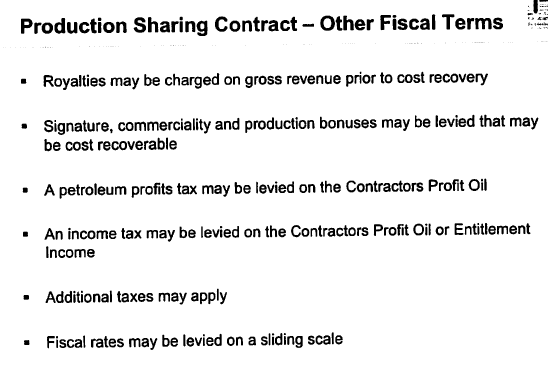 Production Sharing Contract – Other Fiscal Terms
▪ Royalties may be charged on gross revenue prior to cost recovery
▪ Signature, commerciality and production bonuses may be levied that may
be cost recoverable
▪ A petroleum profits tax may be levied on the Contractors Profit Oil
▪ An income tax may be levied on the Contractors Profit Oil or Entitlement
Income
▪ Additional taxes may apply
▪ Fiscal rates may be levied on a sliding scale